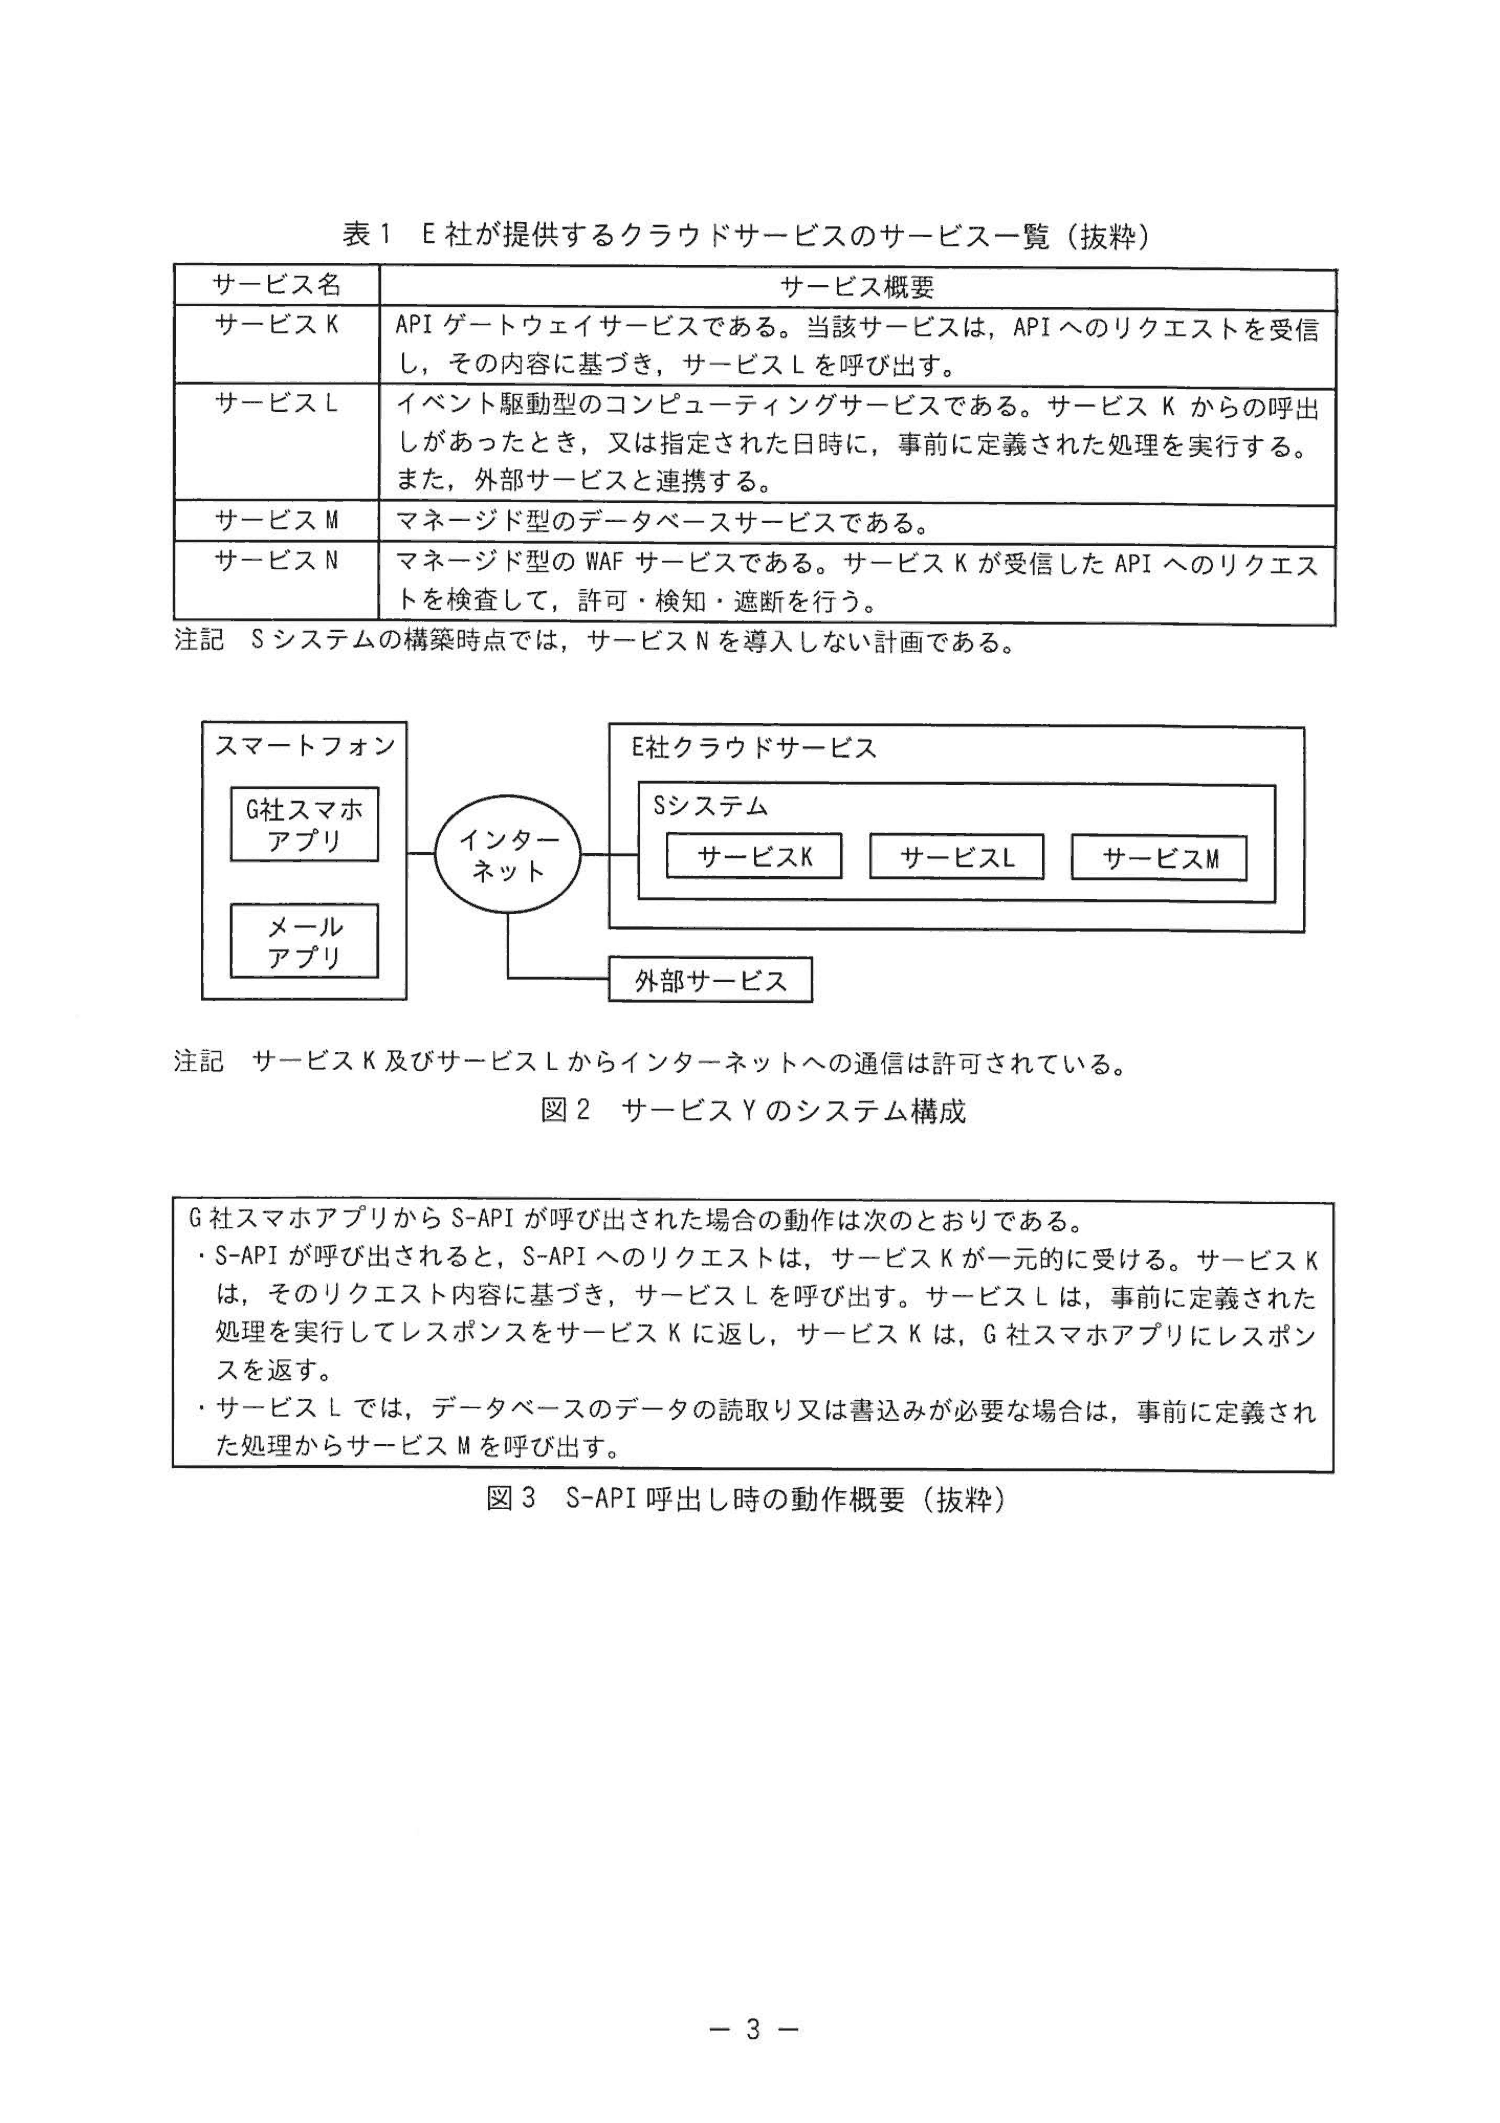 表1　E社が提供するクラウドサービスのサービス一覧（抜粋）
サービス名　サービス概要
サービスK　APIゲートウェイサービスである。当該サービスは，APIへのリクエストを受信
し，その内容に基づき，サービスLを呼び出す。
サービスL　イベント駆動型のコンピューティングサービスである。サービスKからの呼出
しがあったとき，又は指定された日時に，事前に定義された処理を実行する。
また，外部サービスと連携する。
サービスM　マネージド型のデータベースサービスである。
サービスN　マネージド型のWAFサービスである。サービスKが受信したAPIへのリクエス
トを検査して，許可・検知・遮断を行う。
注記　Sシステムの構築時点では，サービスNを導入しない計画である。
スマートフォン
G社スマホ
アプリ
メール
アプリ
インター
ネット
E社クラウドサービス
Sシステム
サービスK　サービスL　サービスM
外部サービス
注記　サービスK及びサービスLからインターネットへの通信は許可されている。
図2　サービスYのシステム構成
G社スマホアプリからS-APIが呼び出された場合の動作は次のとおりである。
・S-APIが呼び出されると，S-APIへのリクエストは，サービスKが一元的に受ける。サービスK
は，そのリクエスト内容に基づき，サービスLを呼び出す。サービスLは，事前に定義された
処理を実行してレスポンスをサービスKに返し，サービスKは，G社スマホアプリにレスポン
スを返す。
・サービスLでは，データベースのデータの読取り又は書込みが必要な場合は，事前に定義され
た処理からサービスMを呼び出す。
図3　S-API呼出し時の動作概要（抜粋）
－ 3 －